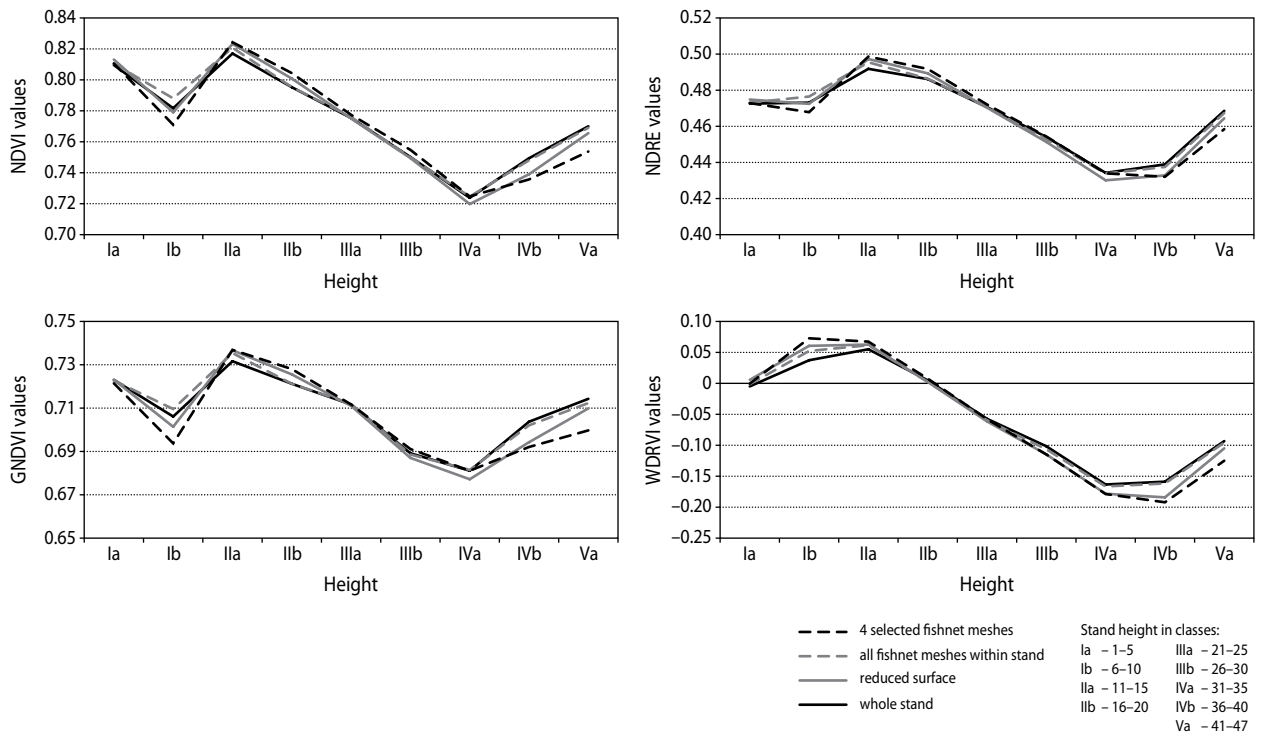 NDVI values
0.84
0.82
0.80
0.78
0.76
0.74
0.72
0.70
Ia Ib IIa IIb IIIa IIIb IVa IVb Va
Height
NDRE values
0.52
0.50
0.48
0.46
0.44
0.42
0.40
Ia Ib IIa IIb IIIa IIIb IVa IVb Va
Height
GNDVI values
0.75
0.73
0.71
0.69
0.67
0.65
Ia Ib IIa IIb IIIa IIIb IVa IVb Va
Height
WDRVI values
0.10
0.05
0
−0.05
−0.10
−0.15
−0.20
−0.25
Ia Ib IIa IIb IIIa IIIb IVa IVb Va
Height
4 selected fishnet meshes
all fishnet meshes within stand
reduced surface
whole stand
Stand height in classes:
Ia – 1–5 IIIa – 21–25
Ib – 6–10 IIIb – 26–30
IIa – 11–15 IVa – 31–35
IIb – 16–20 IVb – 36–40
Va – 41–47